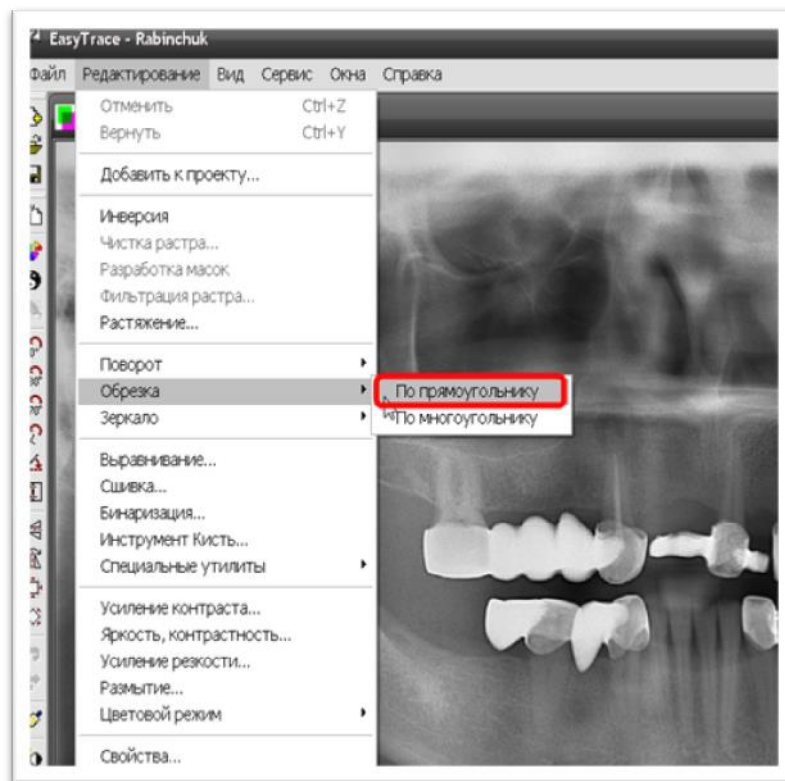 EasyTrace - Rabinchuk
Файл Редактирование Вид Сервис Окна Справка
Отменить Ctrl+Z
Вернуть Ctrl+Y
Добавить к проекту...
Инверсия
Чистка растра...
Разработка масок
Фильтрация растра...
Растяжение...
Поворот
Обрезка
По прямоугольнику
Зеркало
По многоугольнику
Выравнивание...
Сшивка...
Бинаризация...
Инструмент Кисть...
Специальные утилиты
Усиление контраста...
Яркость, контрастность...
Усиление резкости...
Размытие...
Цветовой режим
Свойства...